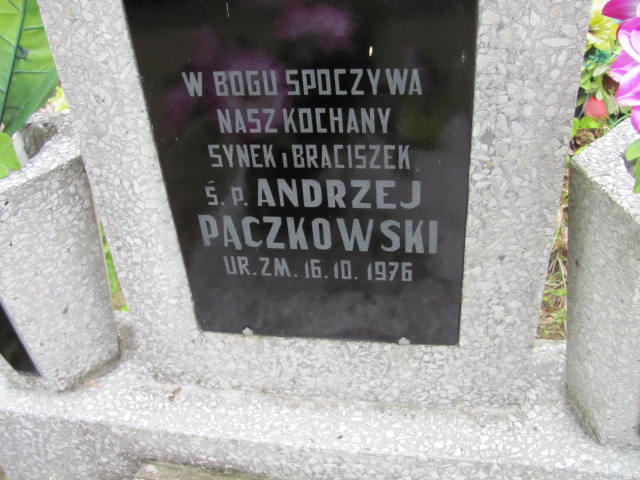 W BOGU SPOCZYWA
NASZ KOCHANY
SYNEK i BRACISZEK
Ś. P. ANDRZEJ
PĄCZKOWSKI
UR. ZM. 16. 10. 1976